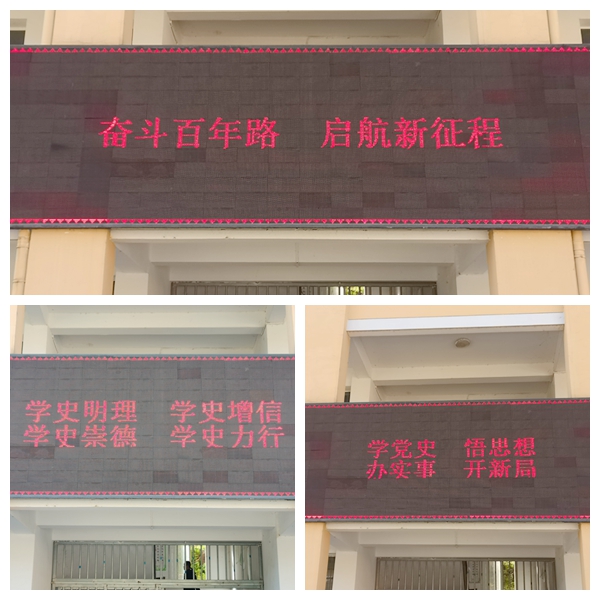 奋斗百年路 启航新征程
学史明理 学史增信
学史崇德 学史力行
学党史 悟思想
办实事 开新局